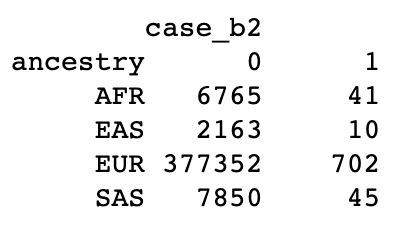 case_b2
ancestry 0 1
AFR 6765 41
EAS 2163 10
EUR 377352 702
SAS 7850 45